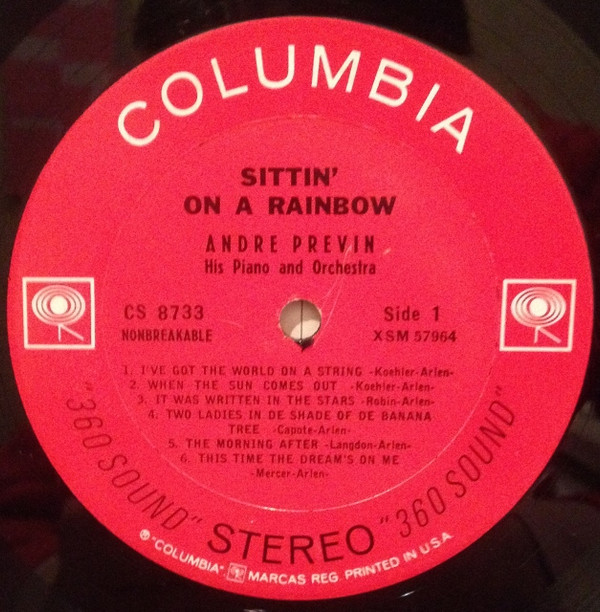 COLUMBIA
SITTIN'
ON A RAINBOW
ANDRE PREVIN
His Piano and Orchestra
CS 8733
NONBREAKABLE
Side 1
XSM 57964
1. I'VE GOT THE WORLD ON A STRING -Koehler-Arlen-
2. WHEN THE SUN COMES OUT -Koehler-Arlen-
3. IT WAS WRITTEN IN THE STARS -Robin-Arlen-
4. TWO LADIES IN DE SHADE OF DE BANANA
TREE -Capote-Arlen-
5. THE MORNING AFTER -Langdon-Arlen-
6. THIS TIME THE DREAM'S ON ME
-Mercer-Arlen-
"360 SOUND" STEREO "360 SOUND"
® "COLUMBIA" MARCAS REG. PRINTED IN U.S.A.